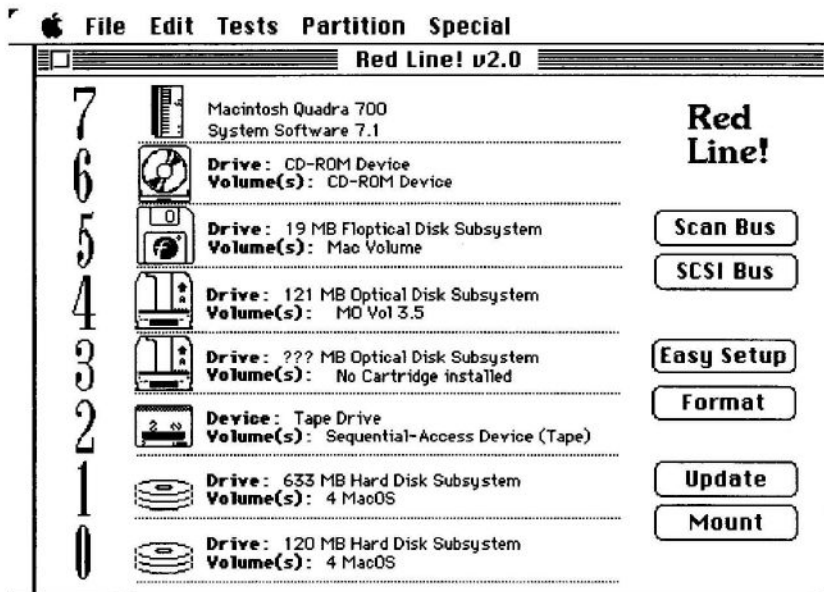 File Edit Tests Partition Special
Red Line! v2.0
7
Macintosh Quadra 700
System Software 7.1
6
Drive: CD-ROM Device
Volume(s): CD-ROM Device
5
Drive: 19 MB Floptical Disk Subsystem
Volume(s): Mac Volume
4
Drive: 121 MB Optical Disk Subsystem
Volume(s): MO Vol 3.5
3
Drive: ??? MB Optical Disk Subsystem
Volume(s): No Cartridge installed
2
Device: Tape Drive
Volume(s): Sequential-Access Device (Tape)
1
Drive: 633 MB Hard Disk Subsystem
Volume(s): 4 MacOS
0
Drive: 120 MB Hard Disk Subsystem
Volume(s): 4 MacOS
Red
Line!
Scan Bus
SCSI Bus
Easy Setup
Format
Update
Mount